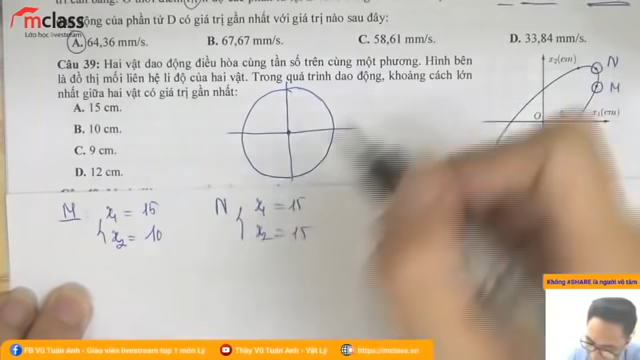 mclass
Lớp học livestream
động của phần tử D có giá trị gần nhất với giá trị nào sau đây:
A. 64,36 mm/s. B. 67,67 mm/s. C. 58,61 mm/s. D. 33,84 mm/s.
Câu 39: Hai vật dao động điều hòa cùng tần số trên cùng một phương. Hình bên
là đồ thị mối liên hệ li độ của hai vật. Trong quá trình dao động, khoảng cách lớn
nhất giữa hai vật có giá trị gần nhất:
A. 15 cm.
B. 10 cm.
C. 9 cm.
D. 12 cm.
x₂(cm)
N
M
O
x₁(cm)
M x₁ = 15
x₂ = 10
N x₁ = 15
x₂ = 15
Không #SHARE là người vô tâm
FB Vũ Tuấn Anh - Giáo viên livestream top 1 môn Lý
Thầy Vũ Tuấn Anh - Vật Lý
https://mclass.vn